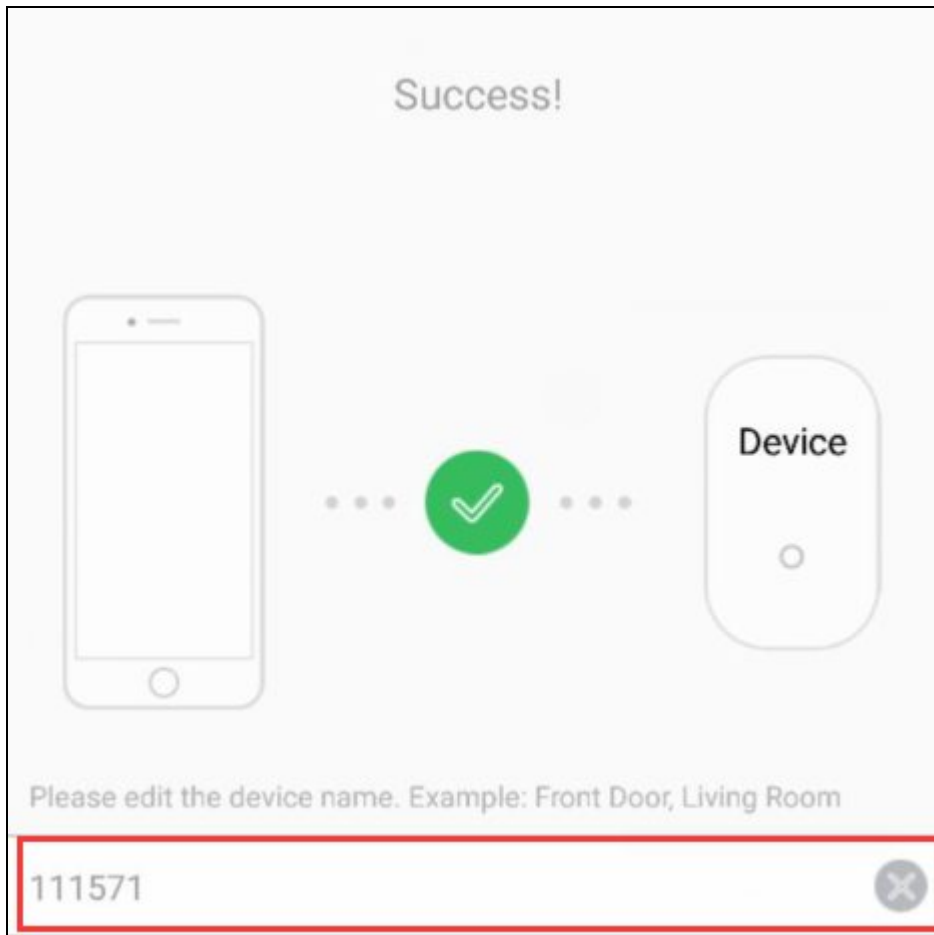 Success!
Device
Please edit the device name. Example: Front Door, Living Room
111571